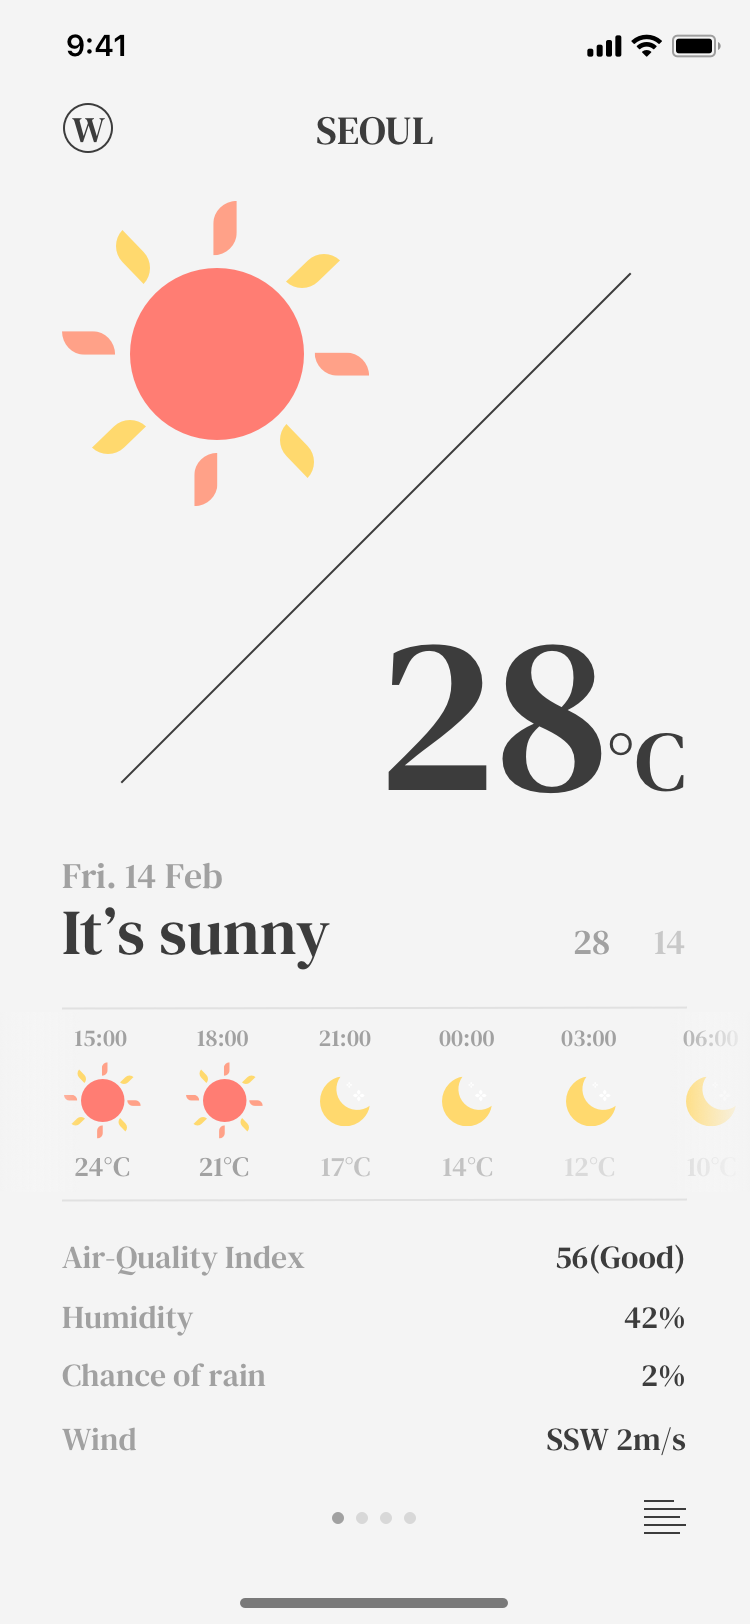 9:41
W
SEOUL
28°C
Fri. 14 Feb
It’s sunny
28 14
15:00 18:00 21:00 00:00 03:00 06:00
24°C 21°C 17°C 14°C 12°C 10°C
Air-Quality Index 56(Good)
Humidity 42%
Chance of rain 2%
Wind SSW 2m/s